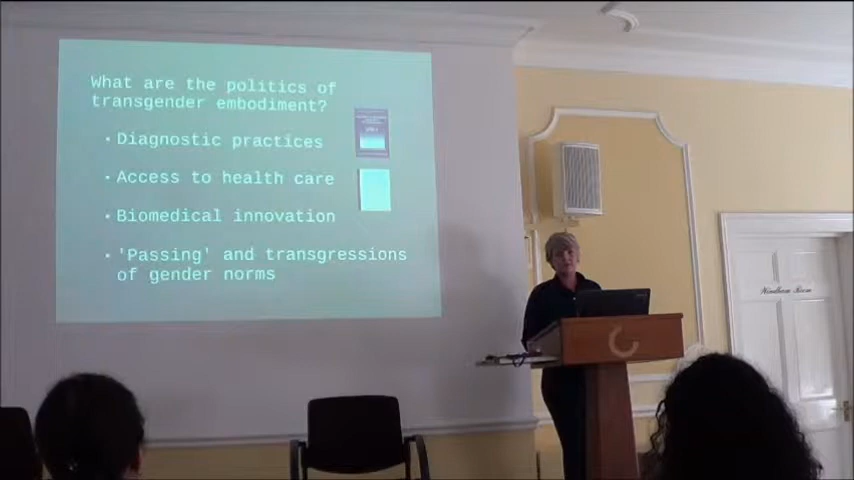 What are the politics of
transgender embodiment?
• Diagnostic practices
• Access to health care
• Biomedical innovation
• 'Passing' and transgressions
of gender norms